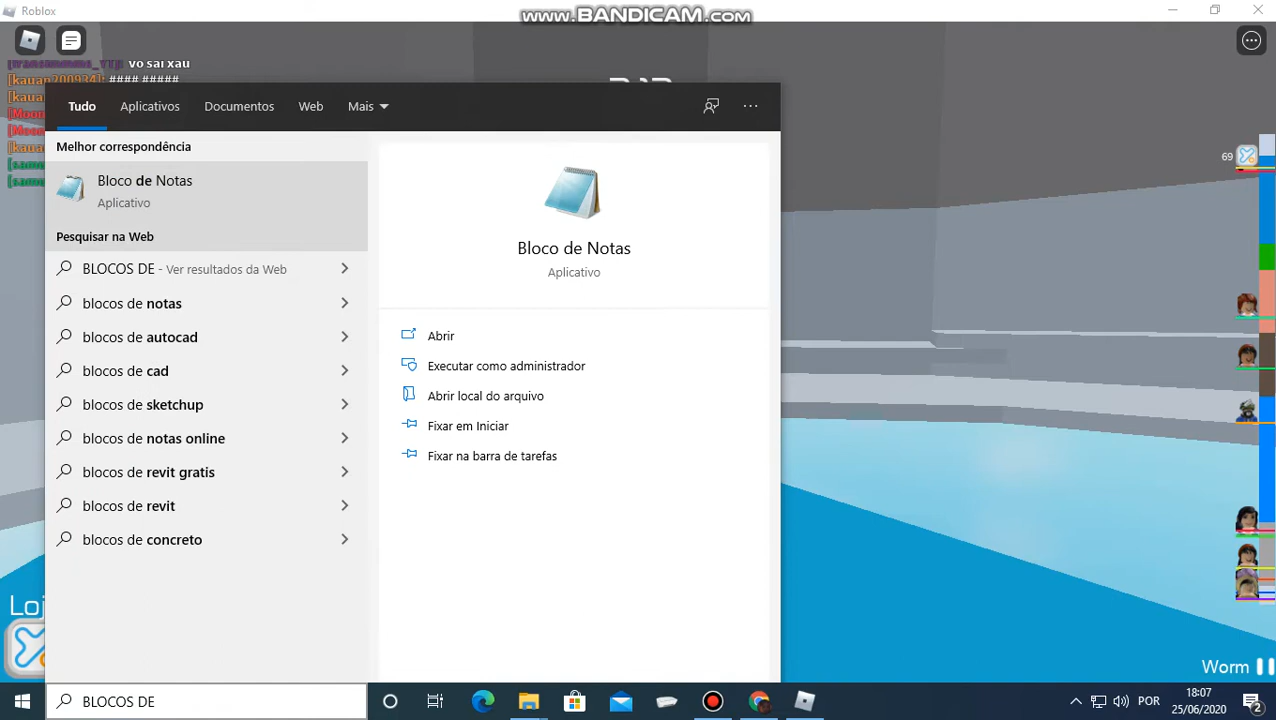 Roblox
www.BANDICAM.com
vo sai xau
[kauan200934]: #### #####
Tudo
Aplicativos
Documentos
Web
Mais
Melhor correspondência
Bloco de Notas
Aplicativo
Pesquisar na Web
BLOCOS DE - Ver resultados da Web
blocos de notas
blocos de autocad
blocos de cad
blocos de sketchup
blocos de notas online
blocos de revit gratis
blocos de revit
blocos de concreto
Bloco de Notas
Aplicativo
Abrir
Executar como administrador
Abrir local do arquivo
Fixar em Iniciar
Fixar na barra de tarefas
69
Worm
BLOCOS DE
POR
18:07
25/06/2020
2